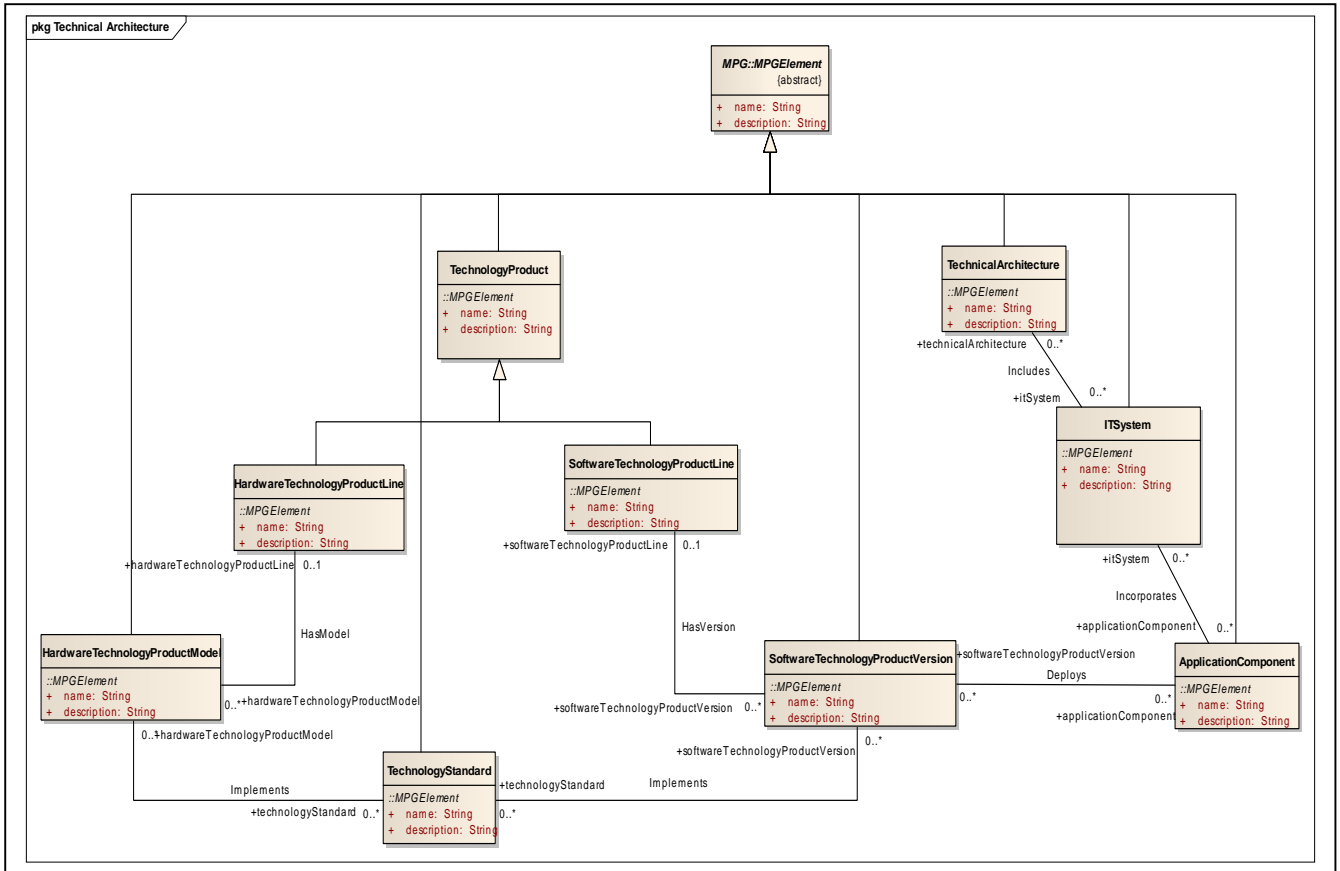 pkg Technical Architecture
MPG::MPGElement
{abstract}
+ name: String
+ description: String
TechnologyProduct
::MPGElement
+ name: String
+ description: String
TechnicalArchitecture
::MPGElement
+ name: String
+ description: String
+technicalArchitecture 0..*
Includes
+itSystem 0..*
ITSystem
::MPGElement
+ name: String
+ description: String
HardwareTechnologyProductLine
::MPGElement
+ name: String
+ description: String
+hardwareTechnologyProductLine 0..1
SoftwareTechnologyProductLine
::MPGElement
+ name: String
+ description: String
+softwareTechnologyProductLine 0..1
+itSystem 0..*
Incorporates
+applicationComponent 0..*
HasModel
HasVersion
HardwareTechnologyProductModel
::MPGElement
+ name: String
+ description: String
0..*
+hardwareTechnologyProductModel
SoftwareTechnologyProductVersion
::MPGElement
+ name: String
+ description: String
+softwareTechnologyProductVersion 0..*
+softwareTechnologyProductVersion
0..*
Deploys
0..*
+applicationComponent
ApplicationComponent
::MPGElement
+ name: String
+ description: String
+hardwareTechnologyProductModel
Implements
+technologyStandard 0..*
TechnologyStandard
::MPGElement
+ name: String
+ description: String
+technologyStandard
0..*
Implements
+softwareTechnologyProductVersion
0..*